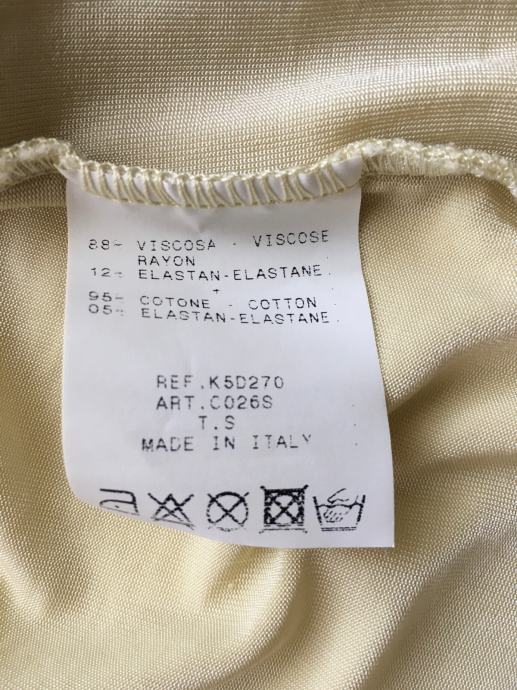 88% VISCOSA - VISCOSE
RAYON
12% ELASTAN-ELASTANE.
+
95% COTONE - COTTON
05% ELASTAN-ELASTANE.
REF.K5D270
ART.C026S
T.S
MADE IN ITALY